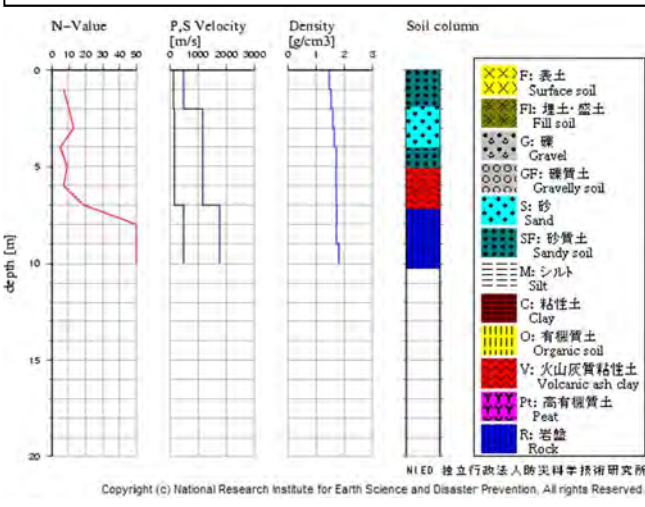 N-Value
P,S Velocity
[m/s]
Density
[g/cm3]
Soil column
0 10 20 30 40 50
0 1000 2000 3000
0 1 2 3
0
5
10
15
20
depth [m]
F: 表土
Surface soil
FI: 埋土・盛土
Fill soil
G: 礫
Gravel
GF: 礫質土
Gravelly soil
S: 砂
Sand
SF: 砂質土
Sandy soil
M: シルト
Silt
C: 粘性土
Clay
O: 有機質土
Organic soil
V: 火山灰質粘性土
Volcanic ash clay
Pt: 高有機質土
Peat
R: 岩盤
Rock
NIED 独立行政法人防災科学技術研究所
Copyright (c) National Research Institute for Earth Science and Disaster Prevention, All rights Reserved.